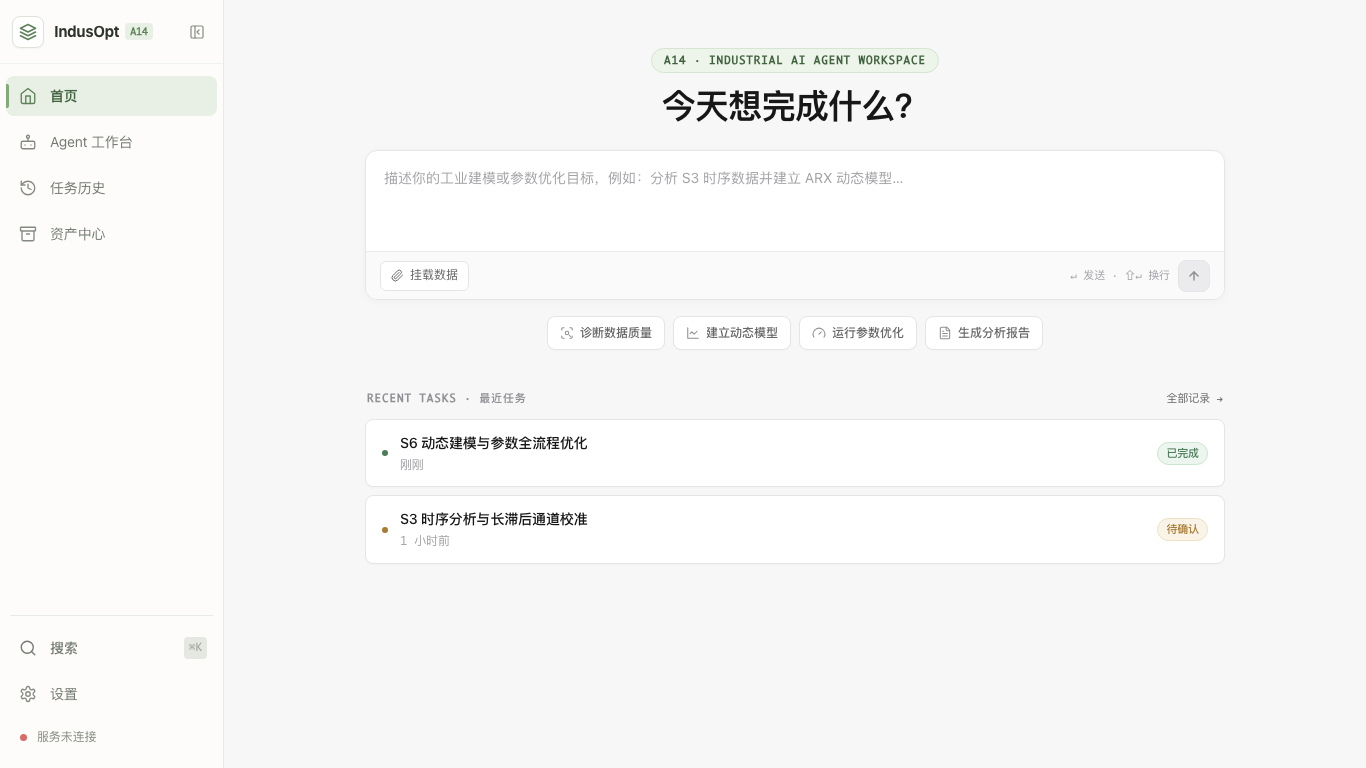 IndusOpt A14
首页
Agent 工作台
任务历史
资产中心
搜索 ⌘K
设置
服务未连接
A14 · INDUSTRIAL AI AGENT WORKSPACE
今天想完成什么?
描述你的工业建模或参数优化目标，例如：分析 S3 时序数据并建立 ARX 动态模型...
挂载数据
↵ 发送 · ⇧↵ 换行
诊断数据质量
建立动态模型
运行参数优化
生成分析报告
RECENT TASKS · 最近任务
全部记录 →
S6 动态建模与参数全流程优化
刚刚
已完成
S3 时序分析与长滞后通道校准
1 小时前
待确认